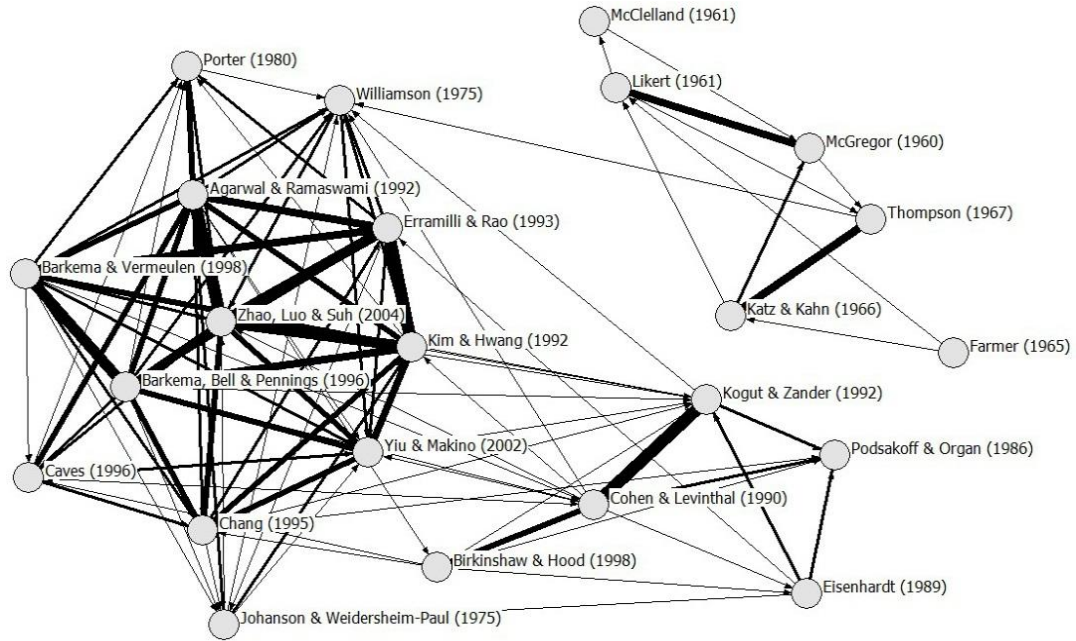 McClelland (1961)
Porter (1980)
Likert (1961)
Williamson (1975)
McGregor (1960)
Agarwal & Ramaswami (1992)
Thompson (1967)
Erramilli & Rao (1993)
Barkema & Vermeulen (1998)
Katz & Kahn (1966)
Zhao, Luo & Suh (2004)
Kim & Hwang (1992
Farmer (1965)
Barkema, Bell & Pennings (1996)
Kogut & Zander (1992)
Yiu & Makino (2002)
Podsakoff & Organ (1986)
Caves (1996)
Cohen & Levinthal (1990)
Chang (1995)
Birkinshaw & Hood (1998)
Eisenhardt (1989)
Johanson & Weidersheim-Paul (1975)